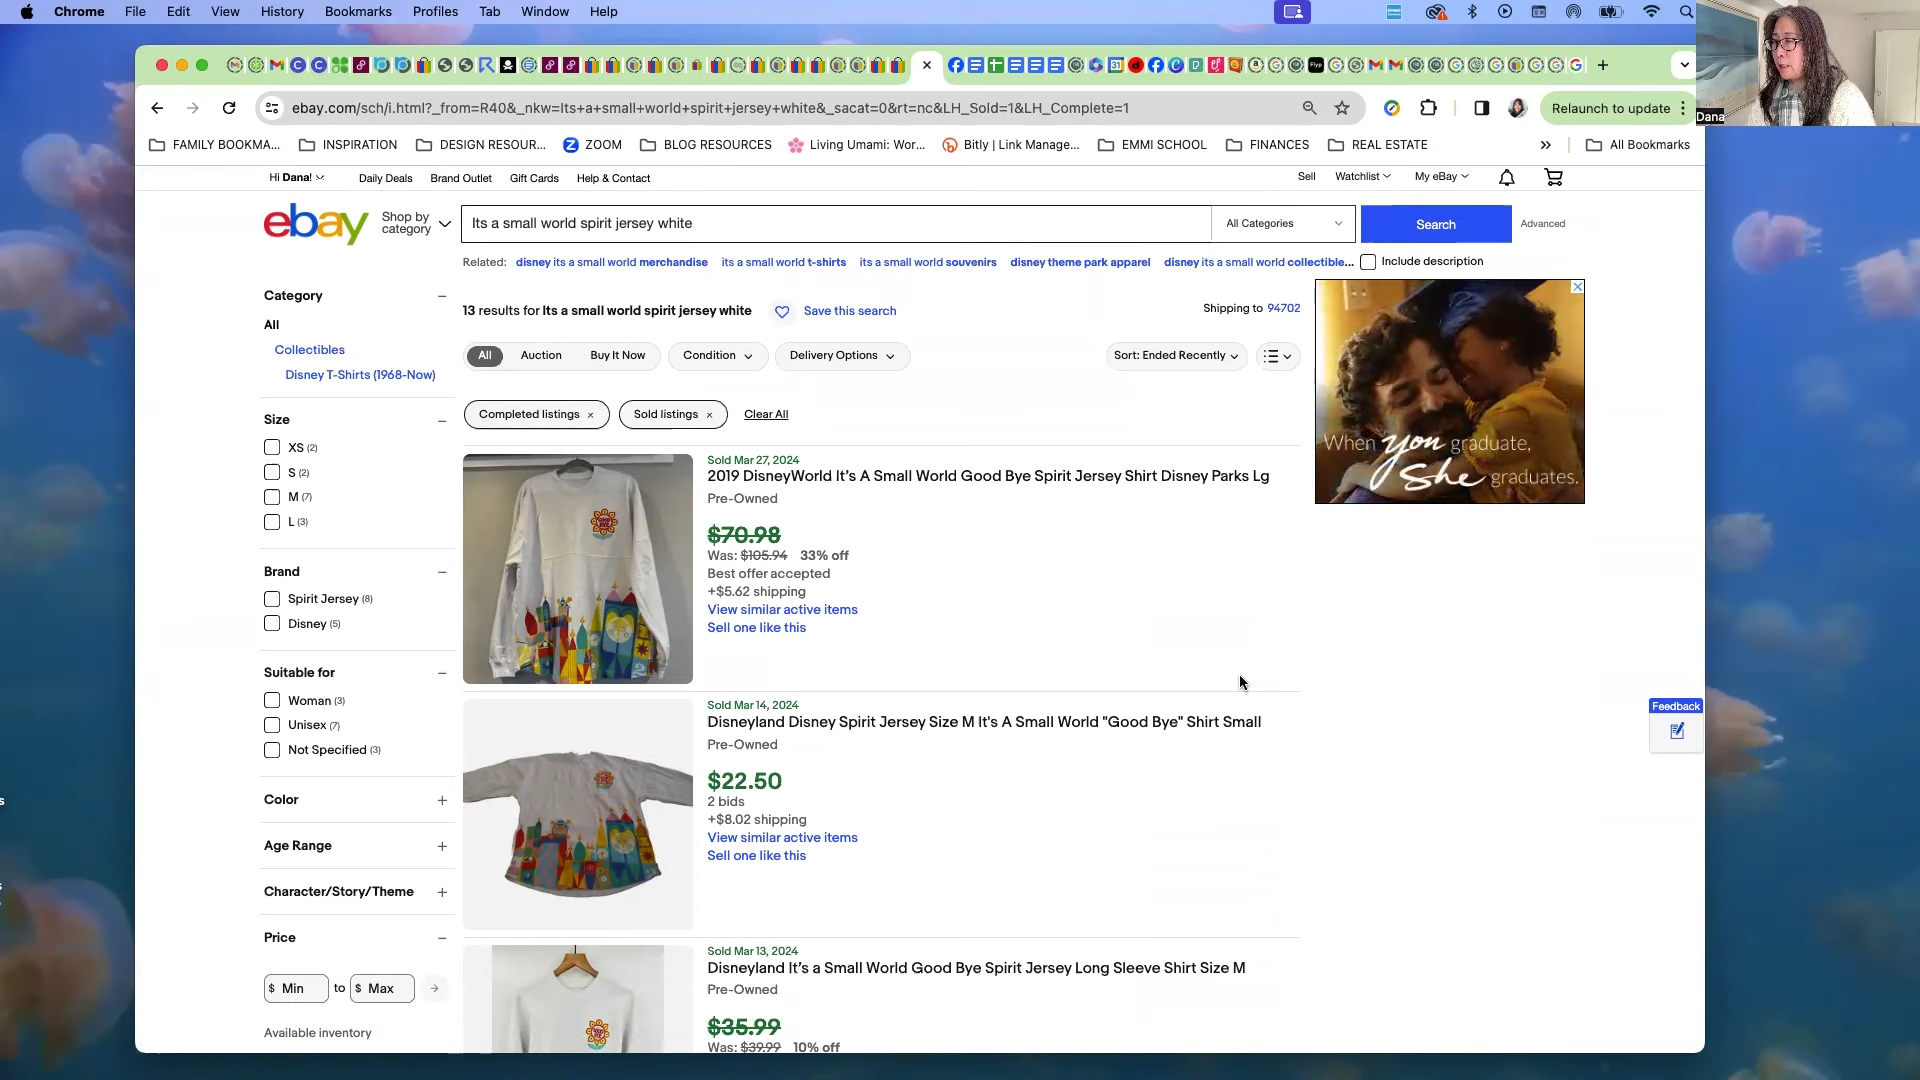 Chrome File Edit View History Bookmarks Profiles Tab Window Help
ebay.com/sch/i.html?_from=R40&_nkw=Its+a+small+world+spirit+jersey+white&_sacat=0&rt=nc&LH_Sold=1&LH_Complete=1
Relaunch to update
Dana
FAMILY BOOKMA...
INSPIRATION
DESIGN RESOUR...
ZOOM
BLOG RESOURCES
Living Umami: Wor...
Bitly | Link Manage...
EMMI SCHOOL
FINANCES
REAL ESTATE
All Bookmarks
Hi Dana!
Daily Deals
Brand Outlet
Gift Cards
Help & Contact
Sell
Watchlist
My eBay
ebay
Shop by
category
Its a small world spirit jersey white
All Categories
Search
Advanced
Related:
disney its a small world merchandise
its a small world t-shirts
its a small world souvenirs
disney theme park apparel
disney its a small world collectible...
Include description
Category
All
Collectibles
Disney T-Shirts (1968-Now)
Size
XS (2)
S (2)
M (7)
L (3)
Brand
Spirit Jersey (8)
Disney (5)
Suitable for
Woman (3)
Unisex (7)
Not Specified (3)
Color
Age Range
Character/Story/Theme
Price
$ Min to $ Max
Available inventory
13 results for Its a small world spirit jersey white
Save this search
Shipping to 94702
All
Auction
Buy It Now
Condition
Delivery Options
Sort: Ended Recently
Completed listings
Sold listings
Clear All
Sold Mar 27, 2024
2019 DisneyWorld It's A Small World Good Bye Spirit Jersey Shirt Disney Parks Lg
Pre-Owned
$70.98
Was: $105.94 33% off
Best offer accepted
+$5.62 shipping
View similar active items
Sell one like this
Sold Mar 14, 2024
Disneyland Disney Spirit Jersey Size M It's A Small World "Good Bye" Shirt Small
Pre-Owned
$22.50
2 bids
+$8.02 shipping
View similar active items
Sell one like this
Sold Mar 13, 2024
Disneyland It's a Small World Good Bye Spirit Jersey Long Sleeve Shirt Size M
Pre-Owned
$35.99
Was: $39.99 10% off
When you graduate,
She graduates.
Feedback